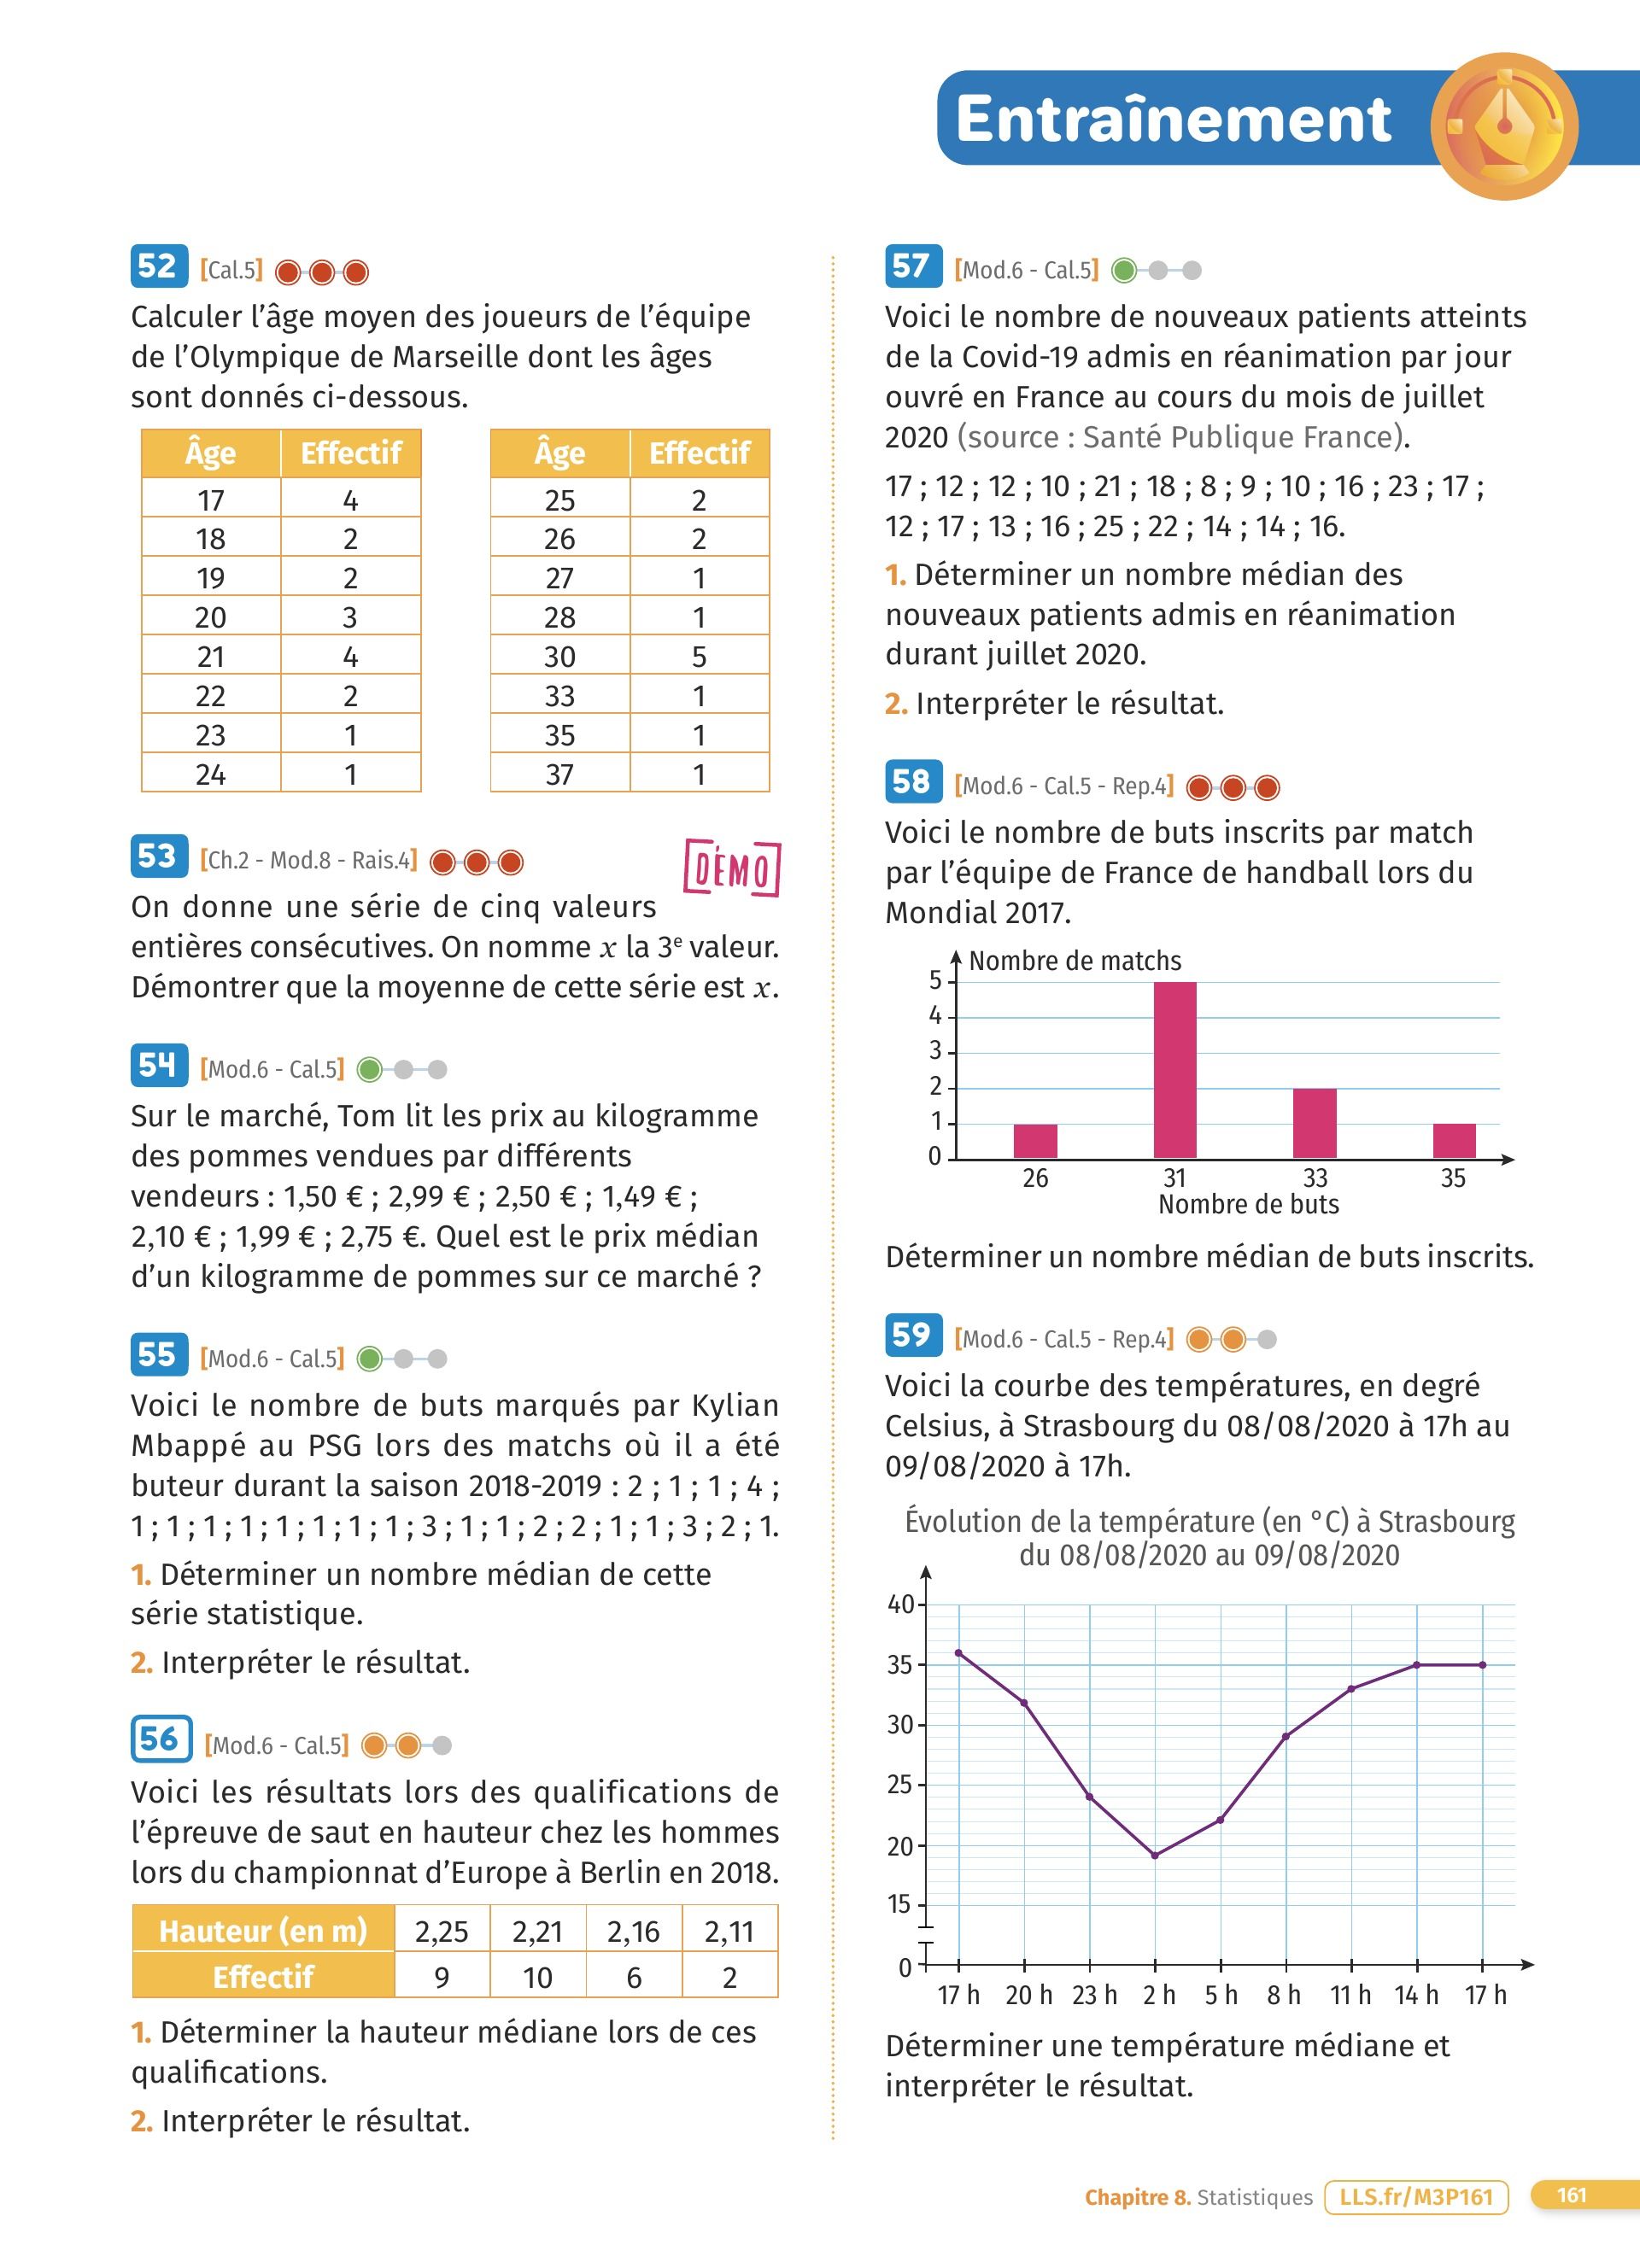 Entraînement
52 [Cal.5]
Calculer l’âge moyen des joueurs de l’équipe
de l’Olympique de Marseille dont les âges
sont donnés ci-dessous.
Âge Effectif
17 4
18 2
19 2
20 3
21 4
22 2
23 1
24 1
Âge Effectif
25 2
26 2
27 1
28 1
30 5
33 1
35 1
37 1
53 [Ch.2 - Mod.8 - Rais.4]
DÉMO
On donne une série de cinq valeurs
entières consécutives. On nomme x la 3e valeur.
Démontrer que la moyenne de cette série est x.
54 [Mod.6 - Cal.5]
Sur le marché, Tom lit les prix au kilogramme
des pommes vendues par différents
vendeurs : 1,50 € ; 2,99 € ; 2,50 € ; 1,49 € ;
2,10 € ; 1,99 € ; 2,75 €. Quel est le prix médian
d’un kilogramme de pommes sur ce marché ?
55 [Mod.6 - Cal.5]
Voici le nombre de buts marqués par Kylian
Mbappé au PSG lors des matchs où il a été
buteur durant la saison 2018-2019 : 2 ; 1 ; 1 ; 4 ;
1 ; 1 ; 1 ; 1 ; 1 ; 1 ; 1 ; 1 ; 3 ; 1 ; 1 ; 2 ; 2 ; 1 ; 1 ; 3 ; 2 ; 1.
1. Déterminer un nombre médian de cette
série statistique.
2. Interpréter le résultat.
56 [Mod.6 - Cal.5]
Voici les résultats lors des qualifications de
l’épreuve de saut en hauteur chez les hommes
lors du championnat d’Europe à Berlin en 2018.
Hauteur (en m) 2,25 2,21 2,16 2,11
Effectif 9 10 6 2
1. Déterminer la hauteur médiane lors de ces
qualifications.
2. Interpréter le résultat.
57 [Mod.6 - Cal.5]
Voici le nombre de nouveaux patients atteints
de la Covid-19 admis en réanimation par jour
ouvré en France au cours du mois de juillet
2020 (source : Santé Publique France).
17 ; 12 ; 12 ; 10 ; 21 ; 18 ; 8 ; 9 ; 10 ; 16 ; 23 ; 17 ;
12 ; 17 ; 13 ; 16 ; 25 ; 22 ; 14 ; 14 ; 16.
1. Déterminer un nombre médian des
nouveaux patients admis en réanimation
durant juillet 2020.
2. Interpréter le résultat.
58 [Mod.6 - Cal.5 - Rep.4]
Voici le nombre de buts inscrits par match
par l’équipe de France de handball lors du
Mondial 2017.
Nombre de matchs
5
4
3
2
1
0
26 31 33 35
Nombre de buts
Déterminer un nombre médian de buts inscrits.
59 [Mod.6 - Cal.5 - Rep.4]
Voici la courbe des températures, en degré
Celsius, à Strasbourg du 08/08/2020 à 17h au
09/08/2020 à 17h.
Évolution de la température (en °C) à Strasbourg
du 08/08/2020 au 09/08/2020
40
35
30
25
20
15
0
17 h 20 h 23 h 2 h 5 h 8 h 11 h 14 h 17 h
Déterminer une température médiane et
interpréter le résultat.
Chapitre 8. Statistiques LLS.fr/M3P161 161